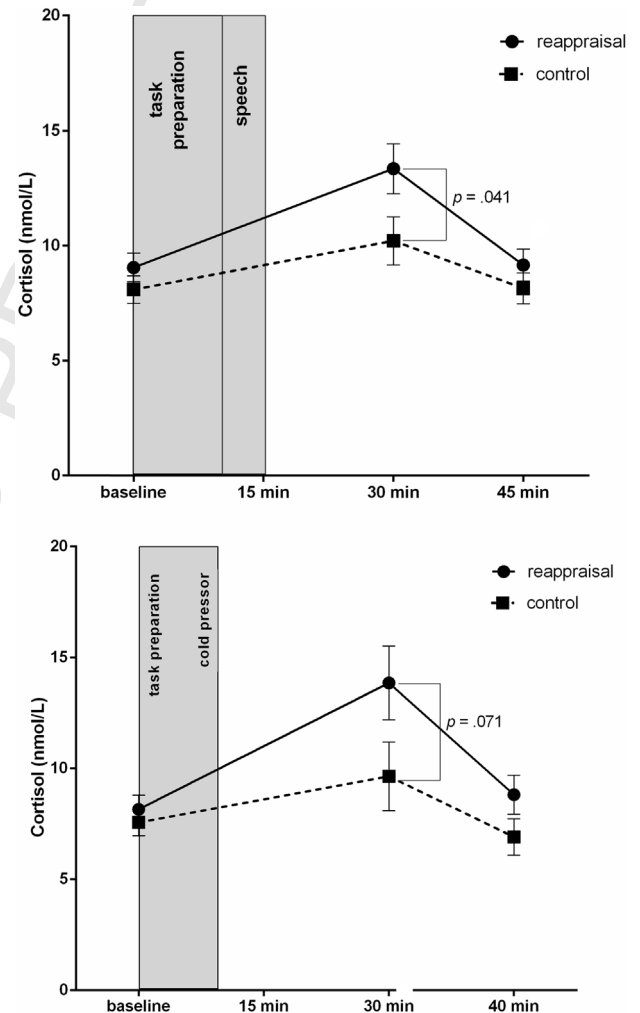 20
reappraisal
control
task
preparation
speech
15
p = .041
10
Cortisol (nmol/L)
5
0
baseline
15 min
30 min
45 min
20
reappraisal
control
task preparation
cold pressor
15
p = .071
10
Cortisol (nmol/L)
5
0
baseline
15 min
30 min
40 min